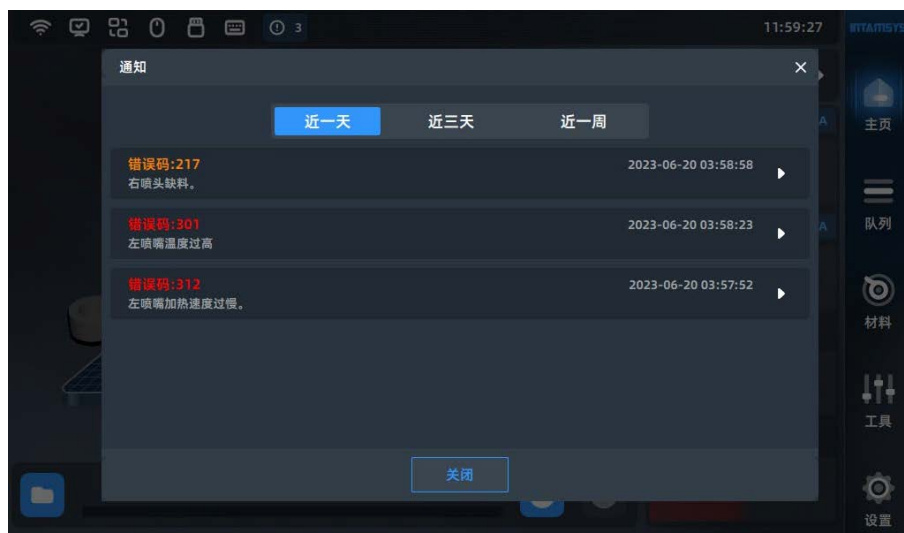 3
11:59:27
INTAMSYS
通知
近一天
近三天
近一周
错误码:217
2023-06-20 03:58:58
右喷头缺料。
错误码:301
2023-06-20 03:58:23
左喷嘴温度过高
错误码:312
2023-06-20 03:57:52
左喷嘴加热速度过慢。
关闭
主页
队列
材料
工具
设置